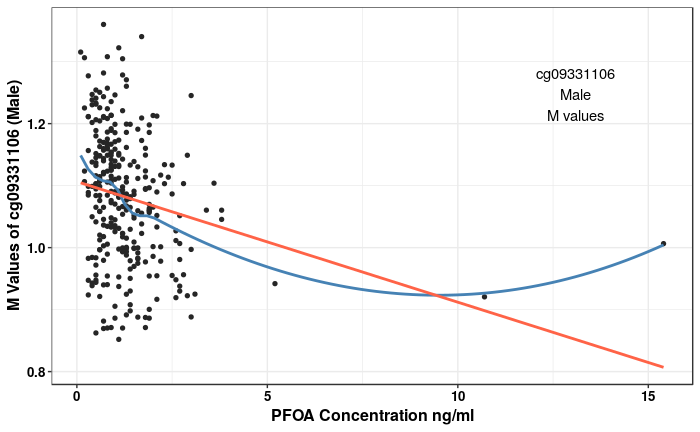 cg09331106
Male
M values
M Values of cg09331106 (Male)
1.2
1.0
0.8
0
5
10
15
PFOA Concentration ng/ml